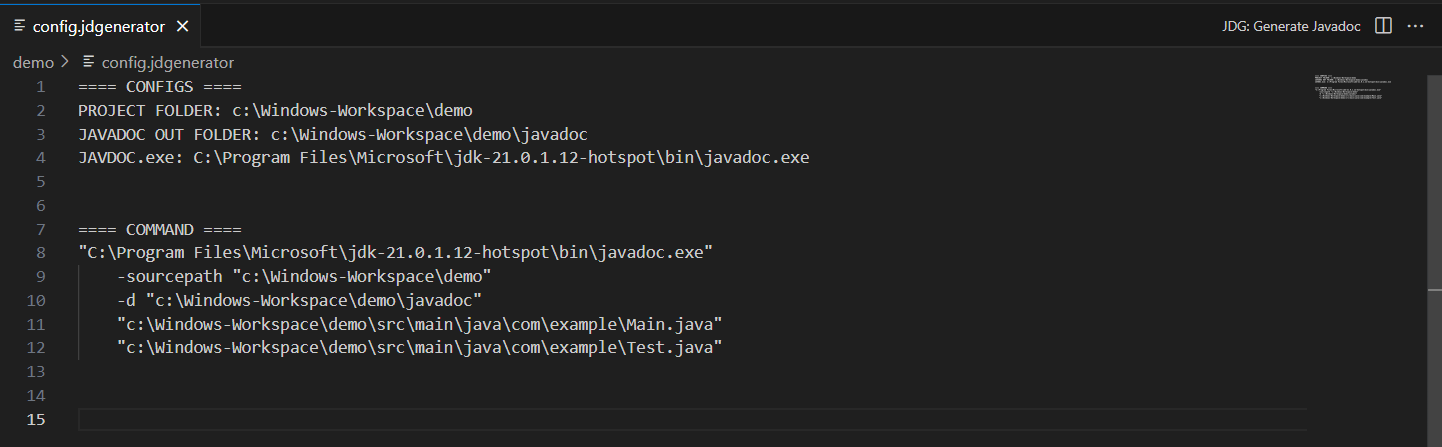 config.jdgenerator
JDG: Generate Javadoc
demo > config.jdgenerator
1 ==== CONFIGS ====
2 PROJECT FOLDER: c:\Windows-Workspace\demo
3 JAVADOC OUT FOLDER: c:\Windows-Workspace\demo\javadoc
4 JAVDOC.exe: C:\Program Files\Microsoft\jdk-21.0.1.12-hotspot\bin\javadoc.exe
5
6
7 ==== COMMAND ====
8 "C:\Program Files\Microsoft\jdk-21.0.1.12-hotspot\bin\javadoc.exe"
9     -sourcepath "c:\Windows-Workspace\demo"
10     -d "c:\Windows-Workspace\demo\javadoc"
11     "c:\Windows-Workspace\demo\src\main\java\com\example\Main.java"
12     "c:\Windows-Workspace\demo\src\main\java\com\example\Test.java"
13
14
15